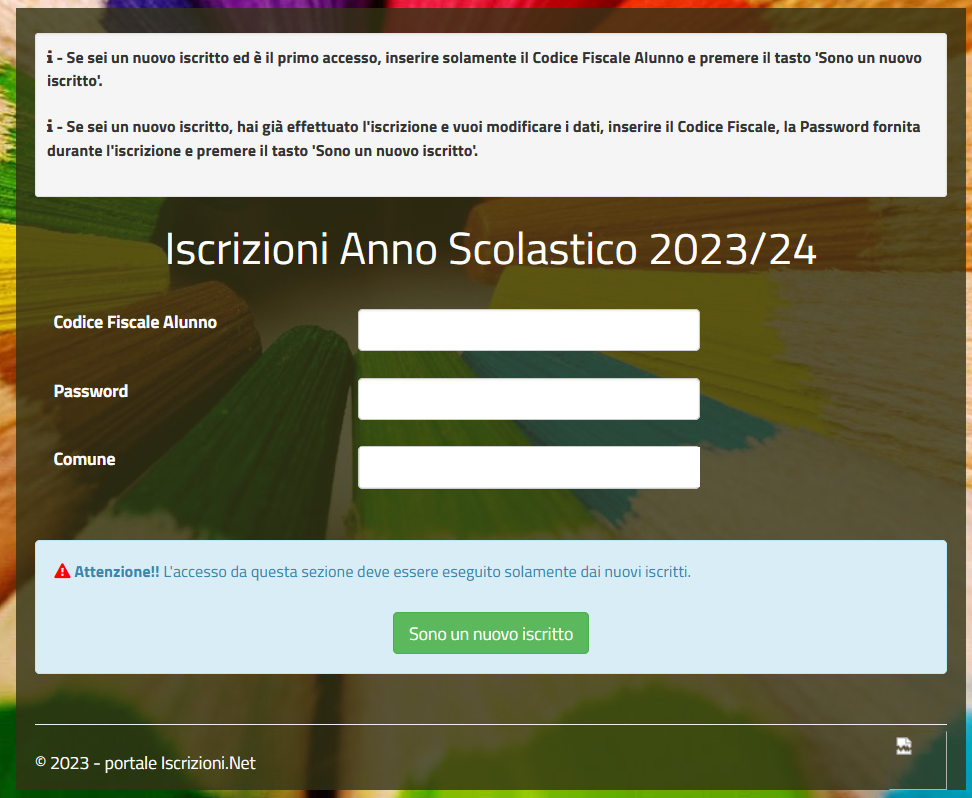 i - Se sei un nuovo iscritto ed è il primo accesso, inserire solamente il Codice Fiscale Alunno e premere il tasto 'Sono un nuovo
iscritto'.
i - Se sei un nuovo iscritto, hai già effettuato l'iscrizione e vuoi modificare i dati, inserire il Codice Fiscale, la Password fornita
durante l'iscrizione e premere il tasto 'Sono un nuovo iscritto'.
Iscrizioni Anno Scolastico 2023/24
Codice Fiscale Alunno
Password
Comune
Attenzione!! L'accesso da questa sezione deve essere eseguito solamente dai nuovi iscritti.
Sono un nuovo iscritto
© 2023 - portale Iscrizioni.Net